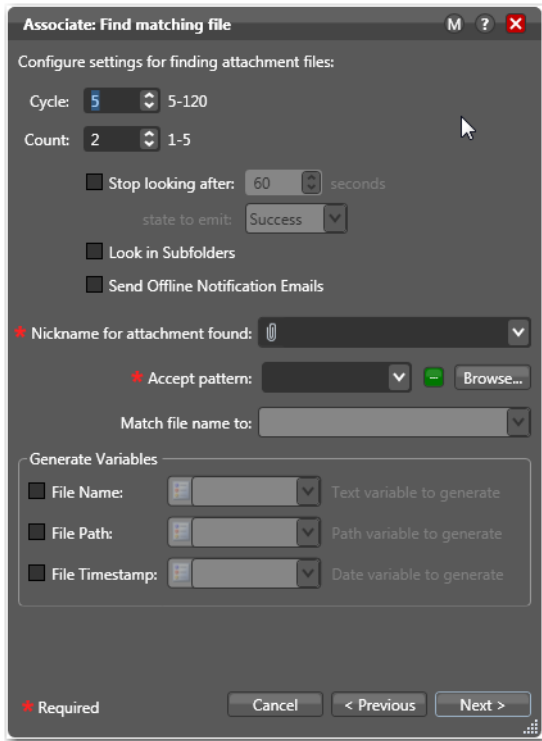 Associate: Find matching file M ? X
Configure settings for finding attachment files:
Cycle: 5 5-120
Count: 2 1-5
Stop looking after: 60 seconds
state to emit: Success
Look in Subfolders
Send Offline Notification Emails
* Nickname for attachment found:
* Accept pattern: Browse...
Match file name to:
Generate Variables
File Name: Text variable to generate
File Path: Path variable to generate
File Timestamp: Date variable to generate
* Required Cancel < Previous Next >